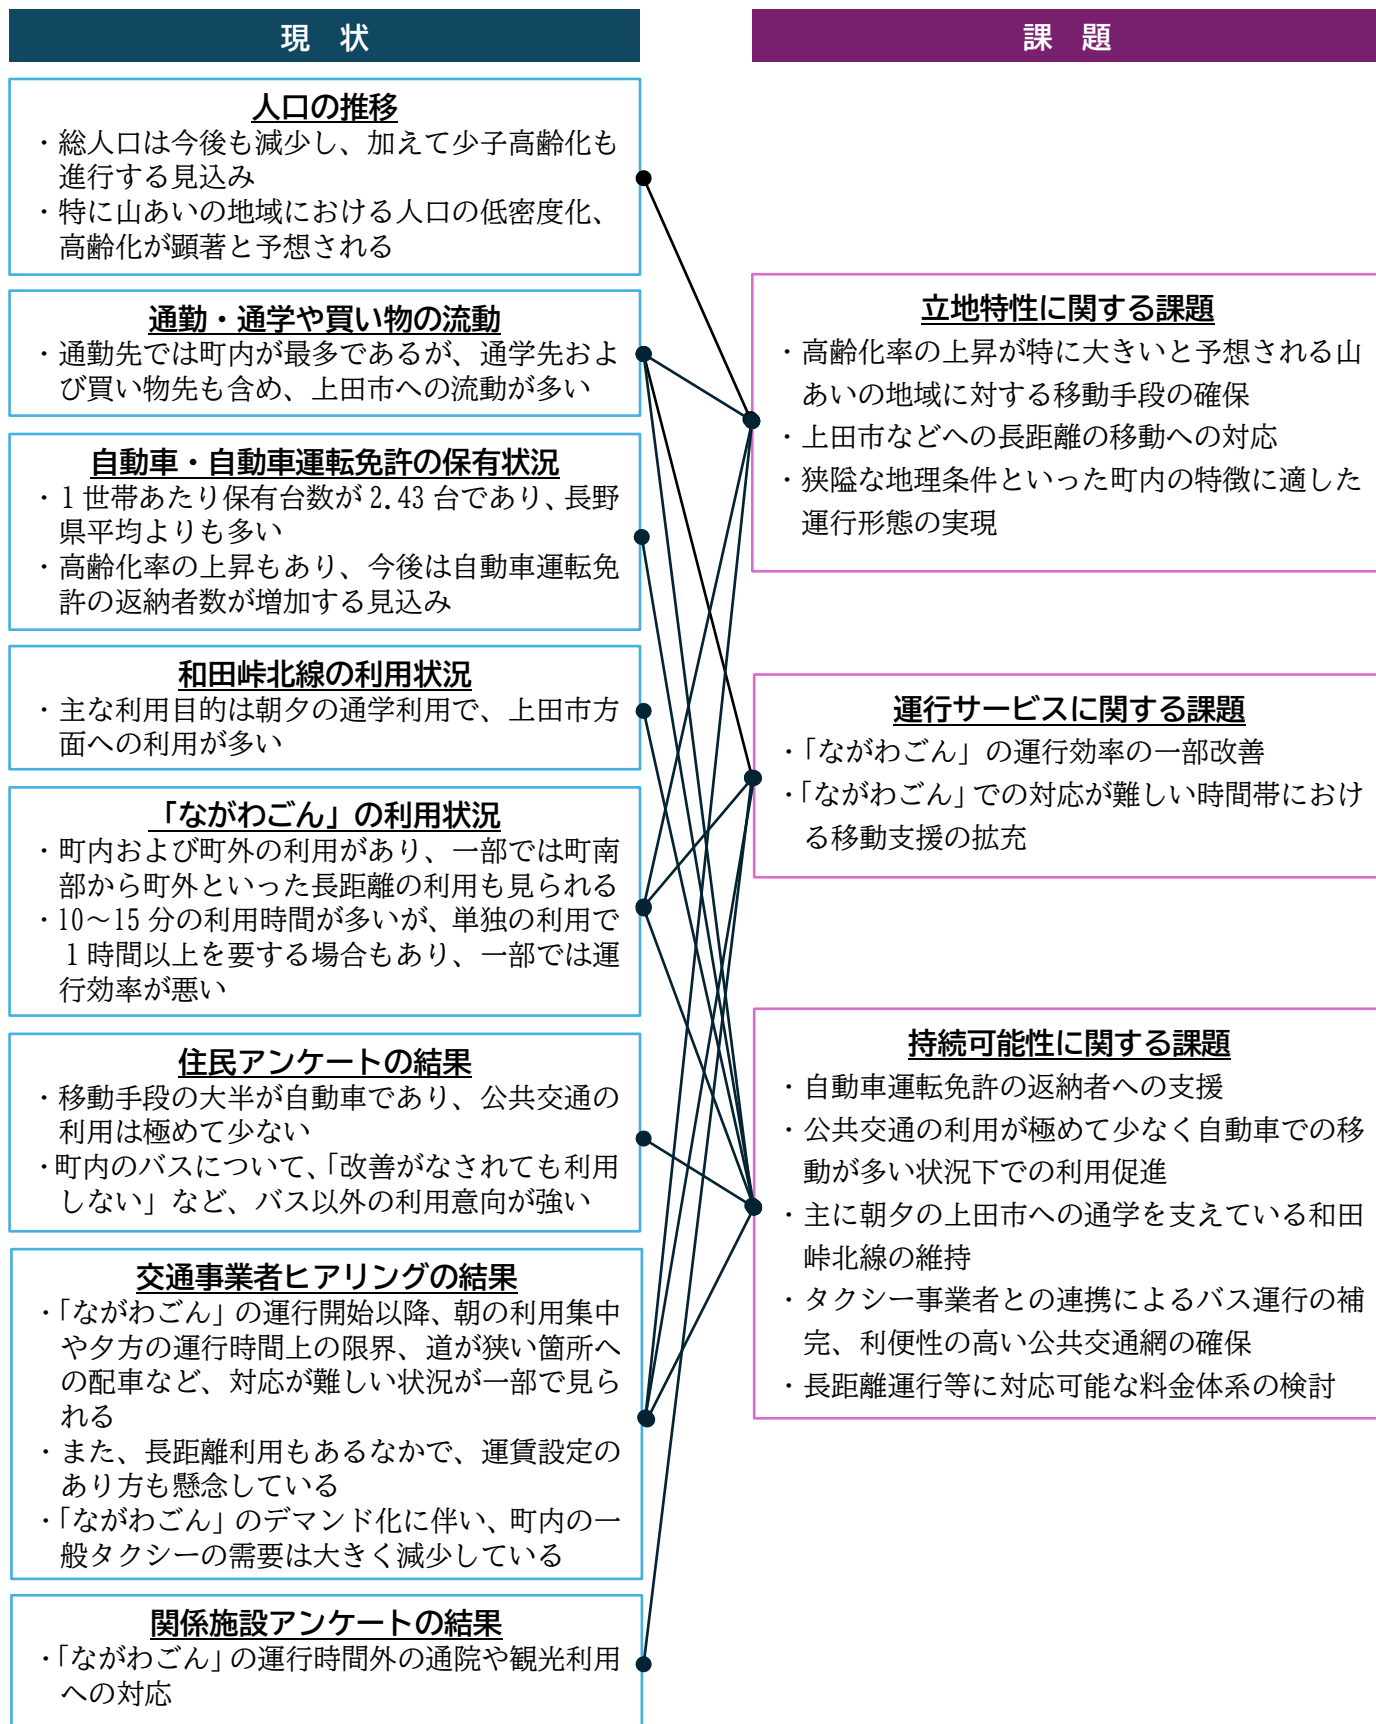 現　状
人口の推移
・総人口は今後も減少し、加えて少子高齢化も
進行する見込み
・特に山あいの地域における人口の低密度化、
高齢化が顕著と予想される
通勤・通学や買い物の流動
・通勤先では町内が最多であるが、通学先およ
び買い物先も含め、上田市への流動が多い
自動車・自動車運転免許の保有状況
・１世帯あたり保有台数が 2.43 台であり、長野
県平均よりも多い
・高齢化率の上昇もあり、今後は自動車運転免
許の返納者数が増加する見込み
和田峠北線の利用状況
・主な利用目的は朝夕の通学利用で、上田市方
面への利用が多い
「ながわごん」の利用状況
・町内および町外の利用があり、一部では町南
部から町外といった長距離の利用も見られる
・10～15 分の利用時間が多いが、単独の利用で
１時間以上を要する場合もあり、一部では運
行効率が悪い
住民アンケートの結果
・移動手段の大半が自動車であり、公共交通の
利用は極めて少ない
・町内のバスについて、「改善がなされても利用
しない」など、バス以外の利用意向が強い
交通事業者ヒアリングの結果
・「ながわごん」の運行開始以降、朝の利用集中
や夕方の運行時間上の限界、道が狭い箇所へ
の配車など、対応が難しい状況が一部で見ら
れる
・また、長距離利用もあるなかで、運賃設定の
あり方も懸念している
・「ながわごん」のデマンド化に伴い、町内の一
般タクシーの需要は大きく減少している
関係施設アンケートの結果
・「ながわごん」の運行時間外の通院や観光利用
への対応
課　題
立地特性に関する課題
・高齢化率の上昇が特に大きいと予想される山
あいの地域に対する移動手段の確保
・上田市などへの長距離の移動への対応
・狭隘な地理条件といった町内の特徴に適した
運行形態の実現
運行サービスに関する課題
・「ながわごん」の運行効率の一部改善
・「ながわごん」での対応が難しい時間帯におけ
る移動支援の拡充
持続可能性に関する課題
・自動車運転免許の返納者への支援
・公共交通の利用が極めて少なく自動車での移
動が多い状況下での利用促進
・主に朝夕の上田市への通学を支えている和田
峠北線の維持
・タクシー事業者との連携によるバス運行の補
完、利便性の高い公共交通網の確保
・長距離運行等に対応可能な料金体系の検討